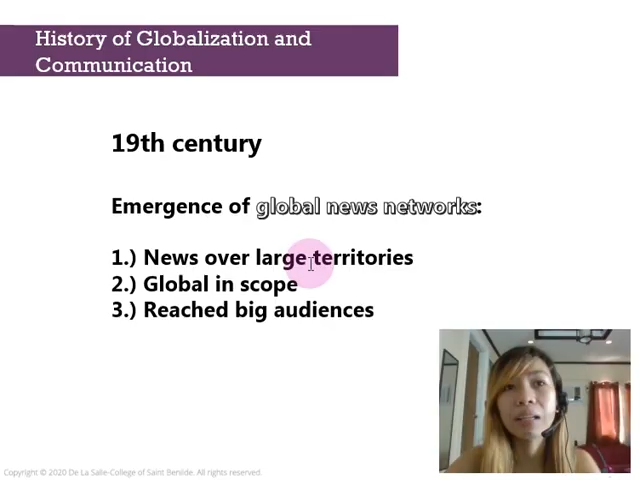 History of Globalization and
Communication
19th century
Emergence of global news networks:
1.) News over large territories
2.) Global in scope
3.) Reached big audiences
Copyright © 2020 De La Salle-College of Saint Benilde. All rights reserved.